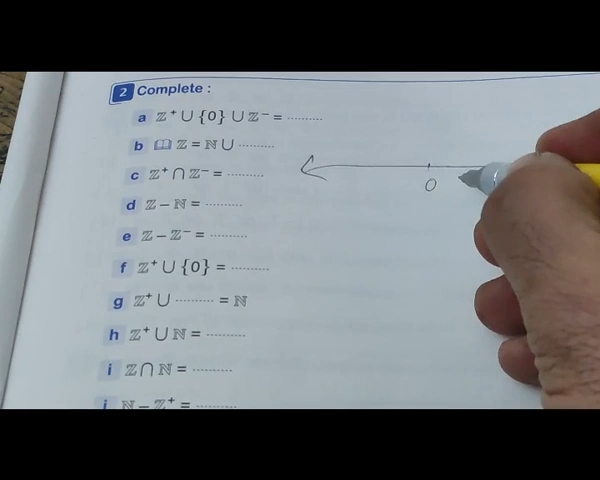 2 Complete :
a ℤ⁺ ∪ {0} ∪ ℤ⁻ = ..........
b ℤ = ℕ ∪ ..........
c ℤ⁺ ∩ ℤ⁻ = ..........
d ℤ – ℕ = ..........
e ℤ – ℤ⁻ = ..........
f ℤ⁺ ∪ {0} = ..........
g ℤ⁺ ∪ .......... = ℕ
h ℤ⁺ ∪ ℕ = ..........
i ℤ ∩ ℕ = ..........
j ℕ – ℤ⁺ = ..........
0